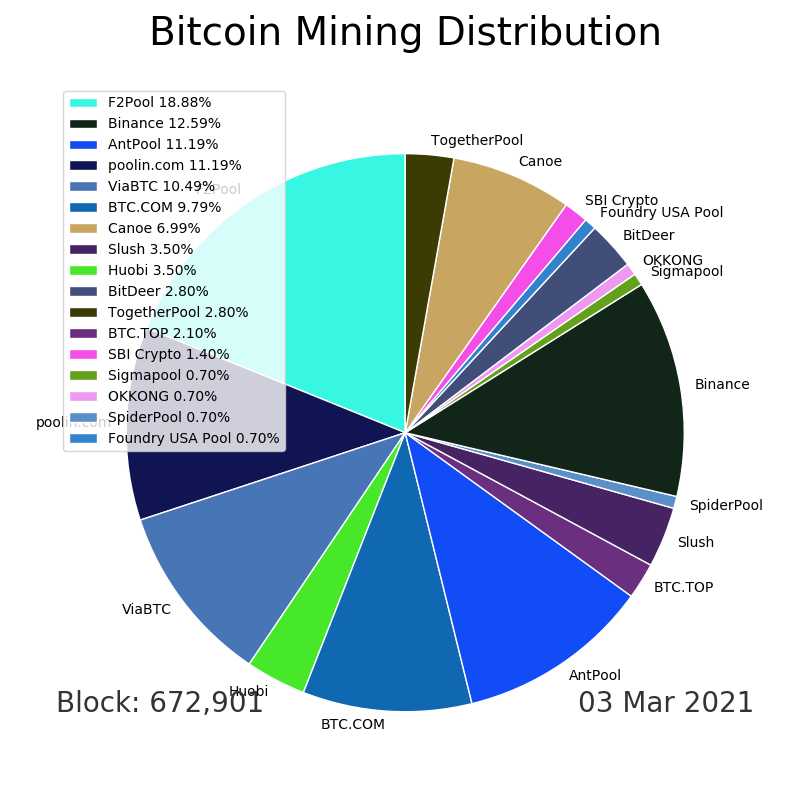 Bitcoin Mining Distribution
F2Pool 18.88%
Binance 12.59%
AntPool 11.19%
poolin.com 11.19%
ViaBTC 10.49%
BTC.COM 9.79%
Canoe 6.99%
Slush 3.50%
Huobi 3.50%
BitDeer 2.80%
TogetherPool 2.80%
BTC.TOP 2.10%
SBI Crypto 1.40%
Sigmapool 0.70%
OKKONG 0.70%
SpiderPool 0.70%
Foundry USA Pool 0.70%
TogetherPool
Canoe
SBI Crypto
Foundry USA Pool
BitDeer
OKKONG
Sigmapool
F2Pool
Binance
poolin.com
SpiderPool
Slush
BTC.TOP
ViaBTC
AntPool
Huobi
BTC.COM
Block: 672,901
03 Mar 2021